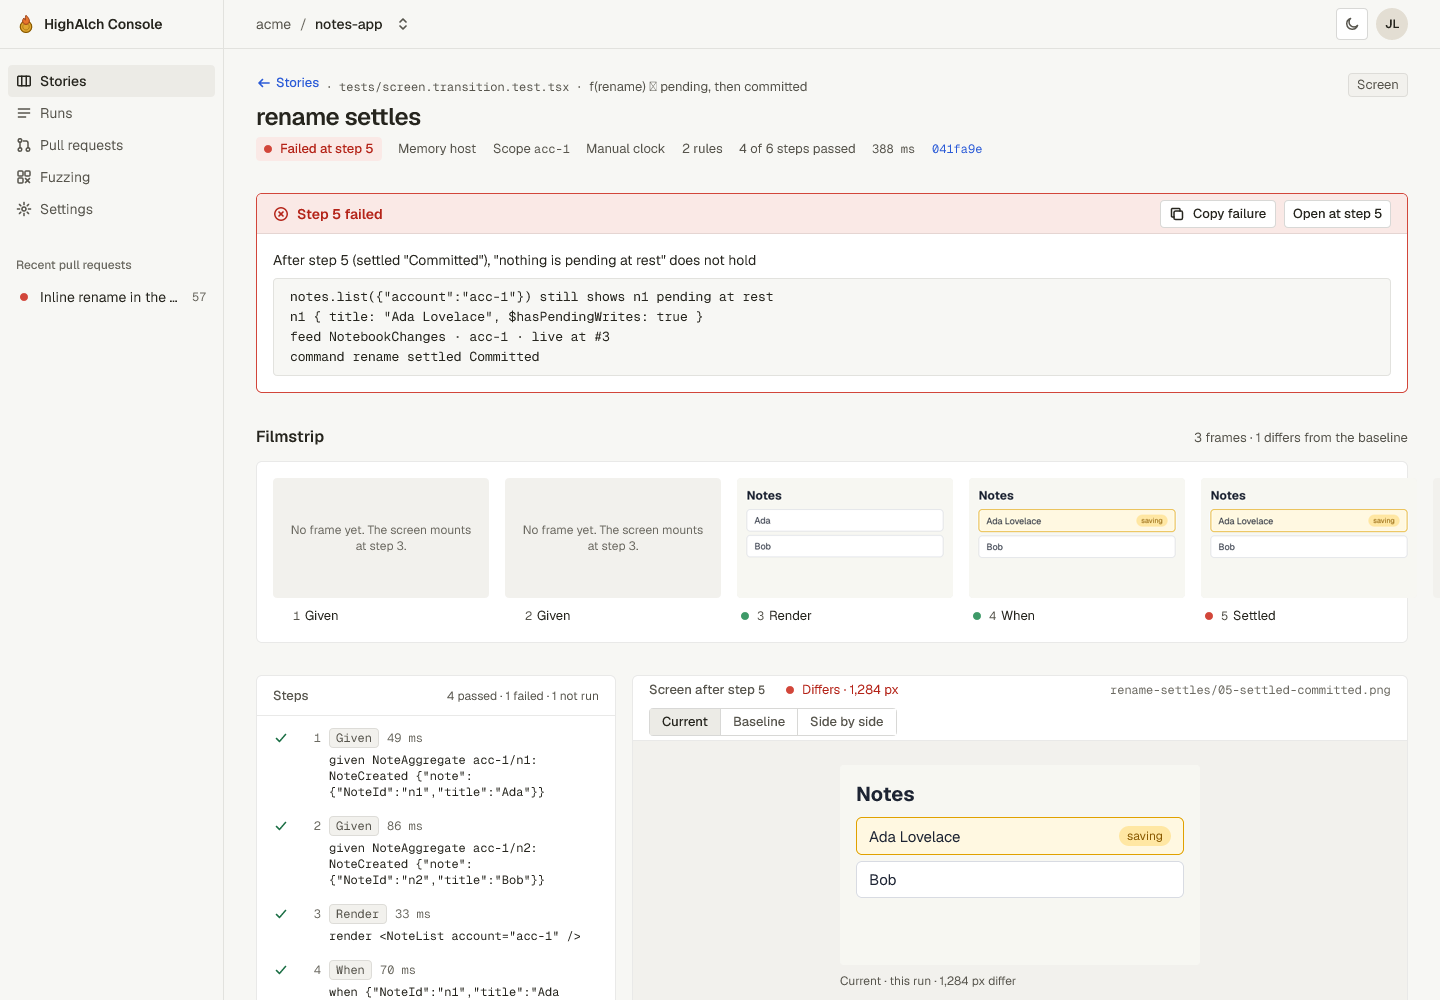 HighAlch Console
acme / notes-app
JL
Stories
Runs
Pull requests
Fuzzing
Settings
Recent pull requests
Inline rename in the ... 57
← Stories · tests/screen.transition.test.tsx · f(rename) pending, then committed
Screen
rename settles
Failed at step 5 Memory host Scope acc-1 Manual clock 2 rules 4 of 6 steps passed 388 ms 041fa9e
Step 5 failed
Copy failure
Open at step 5
After step 5 (settled "Committed"), "nothing is pending at rest" does not hold
notes.list({"account":"acc-1"}) still shows n1 pending at rest
n1 { title: "Ada Lovelace", $hasPendingWrites: true }
feed NotebookChanges · acc-1 · live at #3
command rename settled Committed
Filmstrip
3 frames · 1 differs from the baseline
No frame yet. The screen mounts
at step 3.
1 Given
No frame yet. The screen mounts
at step 3.
2 Given
Notes
Ada
Bob
3 Render
Notes
Ada Lovelace saving
Bob
4 When
Notes
Ada Lovelace saving
Bob
5 Settled
Steps
4 passed · 1 failed · 1 not run
1 Given 49 ms
given NoteAggregate acc-1/n1:
NoteCreated {"note":
{"NoteId":"n1","title":"Ada"}}
2 Given 86 ms
given NoteAggregate acc-1/n2:
NoteCreated {"note":
{"NoteId":"n2","title":"Bob"}}
3 Render 33 ms
render <NoteList account="acc-1" />
4 When 70 ms
when {"NoteId":"n1","title":"Ada
Screen after step 5 Differs · 1,284 px
rename-settles/05-settled-committed.png
Current Baseline Side by side
Notes
Ada Lovelace saving
Bob
Current · this run · 1,284 px differ